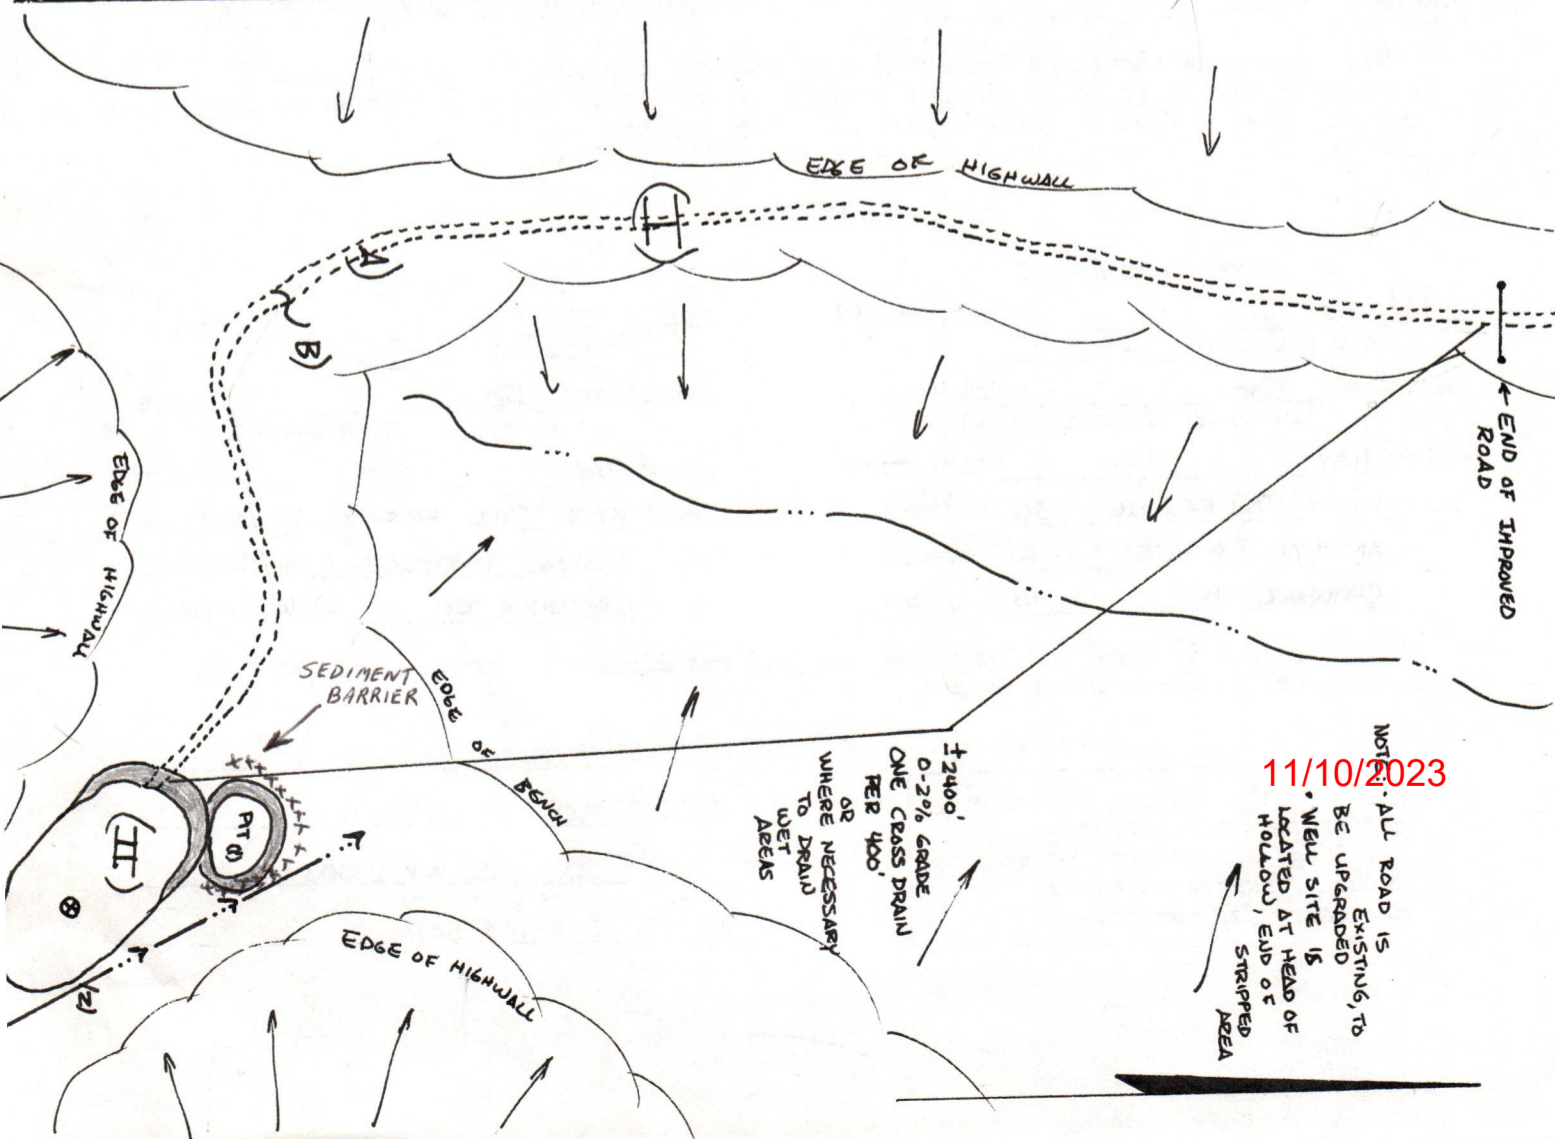 EDGE OF HIGHWALL
I
A)
B)
← END OF IMPROVED
ROAD
EDGE OF HIGHWALL
SEDIMENT
BARRIER
EDGE OF BENCH
±2400'
0-2% GRADE
ONE CROSS DRAIN
PER 400'
OR
WHERE NECESSARY
TO DRAIN
WET
AREAS
NOTE: • ALL ROAD IS
EXISTING, TO
BE UPGRADED
• WELL SITE IS
LOCATED AT HEAD OF
HOLLOW, END OF
STRIPPED
AREA
11/10/2023
PIT
(1)
II
(2)
EDGE OF HIGHWALL